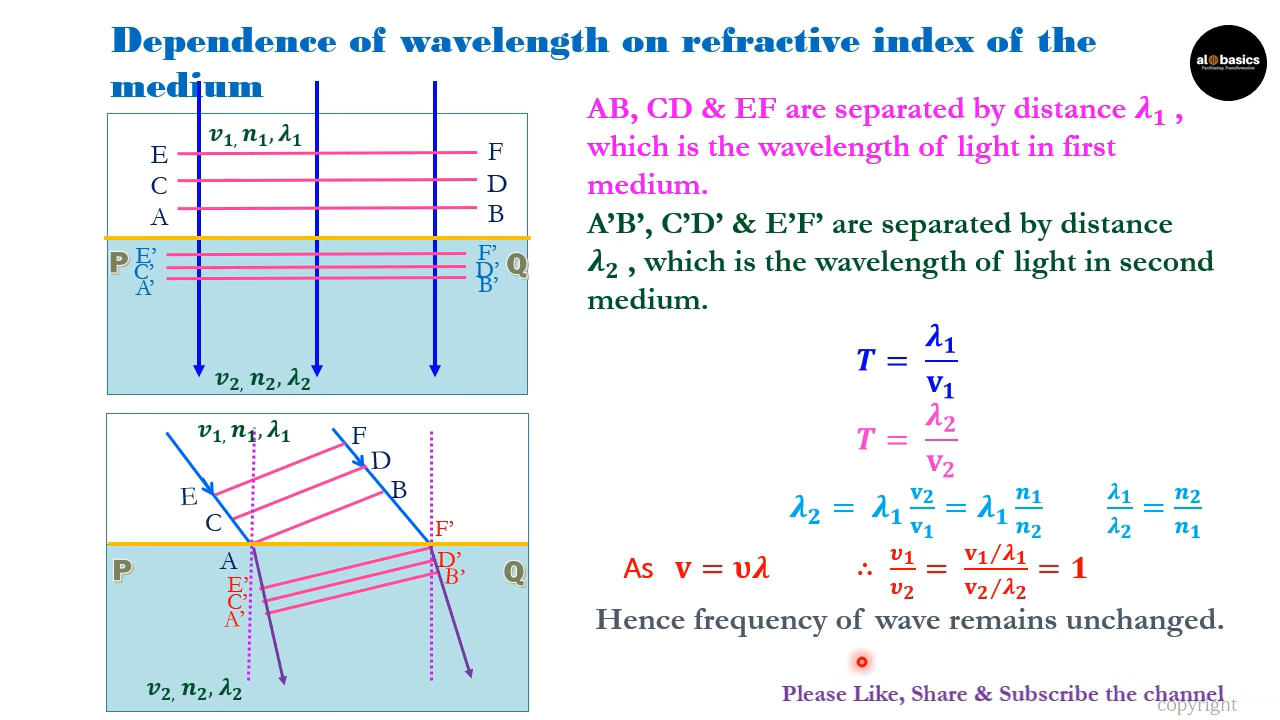 Dependence of wavelength on refractive index of the
medium
al basics
Facilitating Transformation
v₁, n₁, λ₁
E F
C D
A B
P E' F' Q
C' D'
A' B'
v₂, n₂, λ₂
AB, CD & EF are separated by distance λ₁ ,
which is the wavelength of light in first
medium.
A’B’, C’D’ & E’F’ are separated by distance
λ₂ , which is the wavelength of light in second
medium.
T = λ₁/v₁
T = λ₂/v₂
λ₂ = λ₁ v₂/v₁ = λ₁ n₁/n₂ λ₁/λ₂ = n₂/n₁
As v = υλ ∴ υ₁/υ₂ = v₁/λ₁ / v₂/λ₂ = 1
Hence frequency of wave remains unchanged.
v₁, n₁, λ₁
F
D
E B
C
F'
A
P D' Q
E' B'
C'
A'
v₂, n₂, λ₂
Please Like, Share & Subscribe the channel
copyright